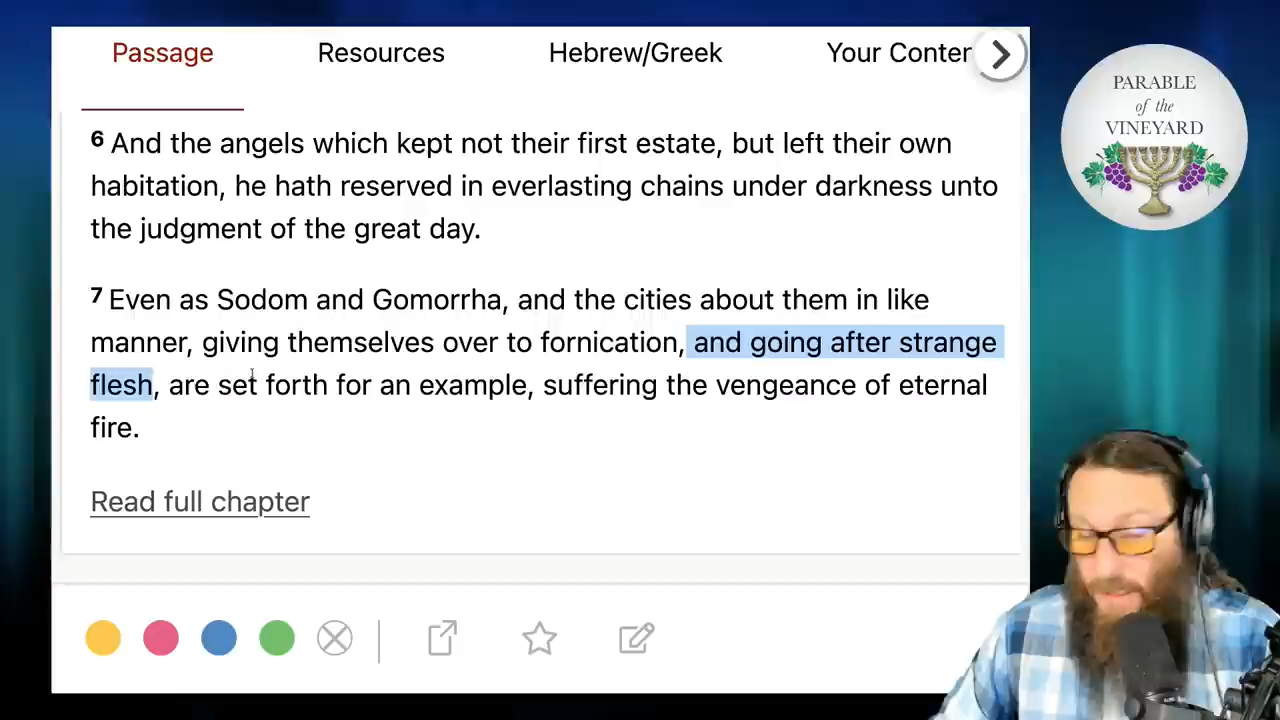 Passage Resources Hebrew/Greek Your Conten
PARABLE
of the
VINEYARD
6 And the angels which kept not their first estate, but left their own
habitation, he hath reserved in everlasting chains under darkness unto
the judgment of the great day.
7 Even as Sodom and Gomorrha, and the cities about them in like
manner, giving themselves over to fornication, and going after strange
flesh, are set forth for an example, suffering the vengeance of eternal
fire.
Read full chapter